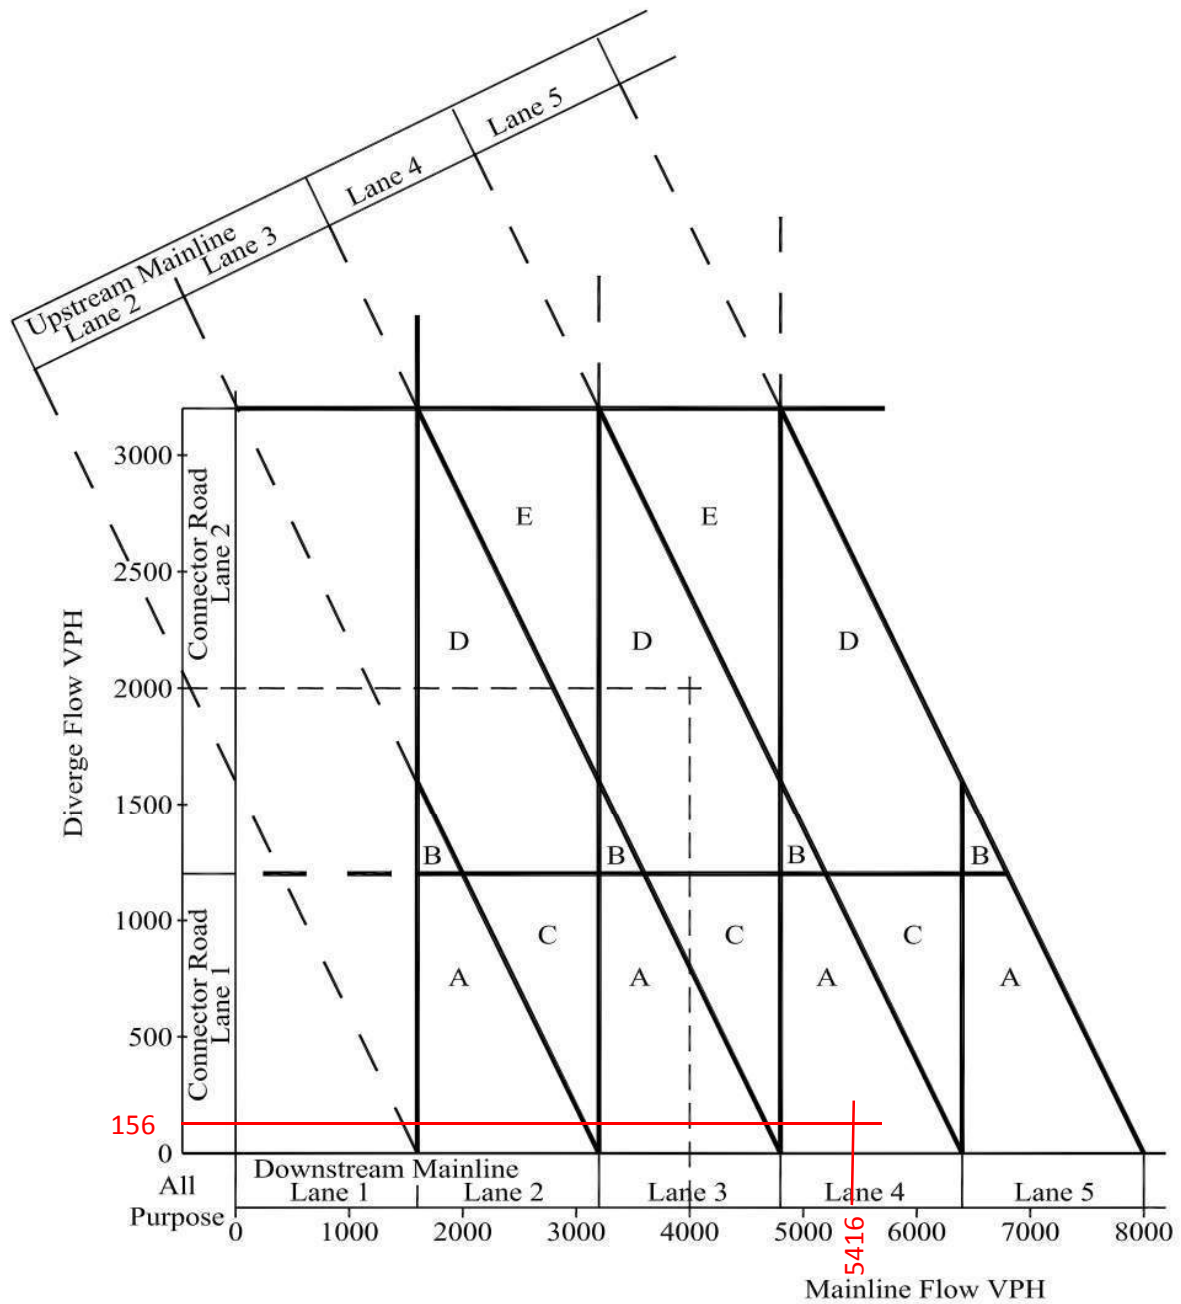 Lane 5
Lane 4
Upstream Mainline
Lane 3
Lane 2
3000
2500
2000
1500
1000
500
0
Diverge Flow VPH
Connector Road
Lane 2
Connector Road
Lane 1
E
E
D
D
D
B
B
B
B
C
C
C
A
A
A
A
156
Downstream Mainline
All
Purpose
Lane 1
Lane 2
Lane 3
Lane 4
Lane 5
0
1000
2000
3000
4000
5000
6000
7000
8000
5416
Mainline Flow VPH